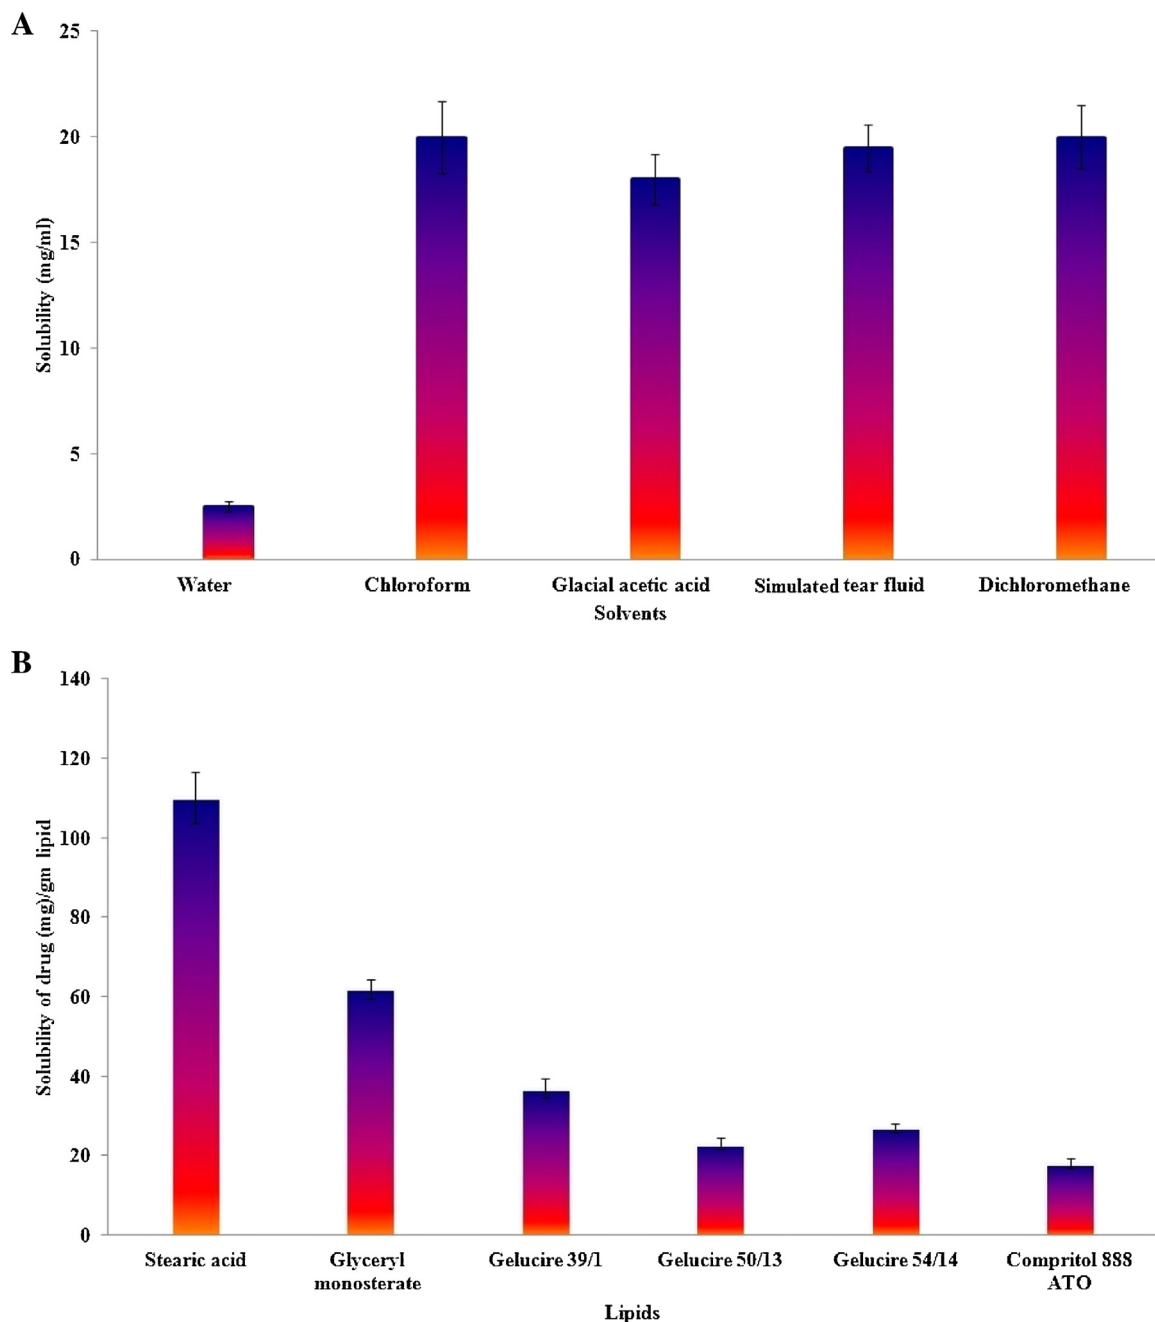 A
Solubility (mg/ml)
25
20
15
10
5
0
Water
Chloroform
Glacial acetic acid
Simulated tear fluid
Dichloromethane
Solvents
B
Solubility of drug (mg)/gm lipid
140
120
100
80
60
40
20
0
Stearic acid
Glyceryl
monosterate
Gelucire 39/1
Gelucire 50/13
Gelucire 54/14
Compritol 888
ATO
Lipids